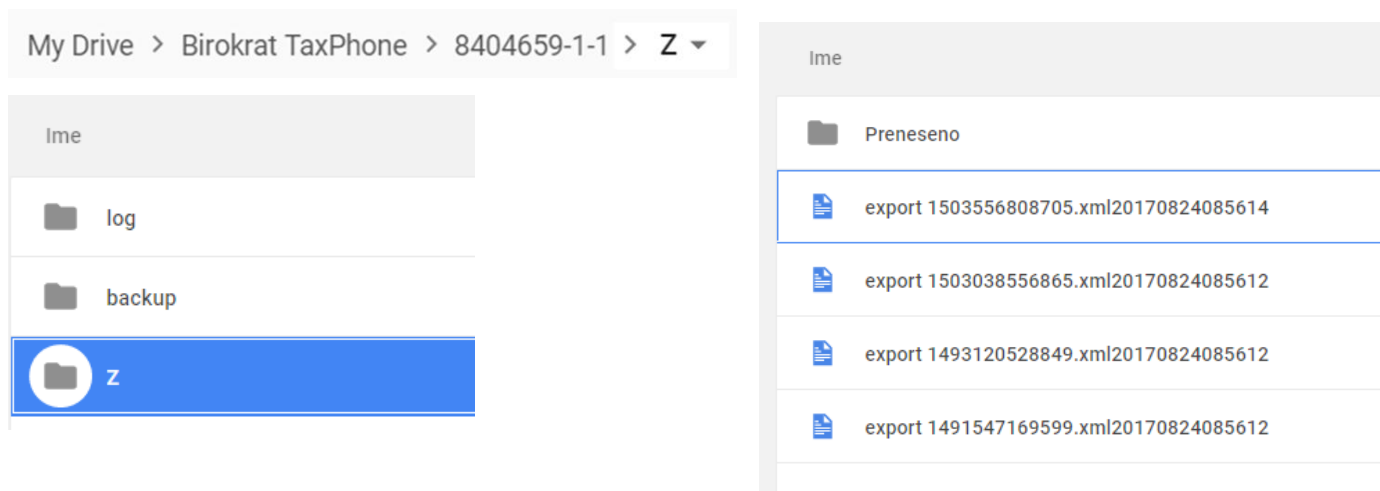 My Drive > Birokrat TaxPhone > 8404659-1-1 > Z
Ime
log
backup
Z
Ime
Preneseno
export 1503556808705.xml20170824085614
export 1503038556865.xml20170824085612
export 1493120528849.xml20170824085612
export 1491547169599.xml20170824085612